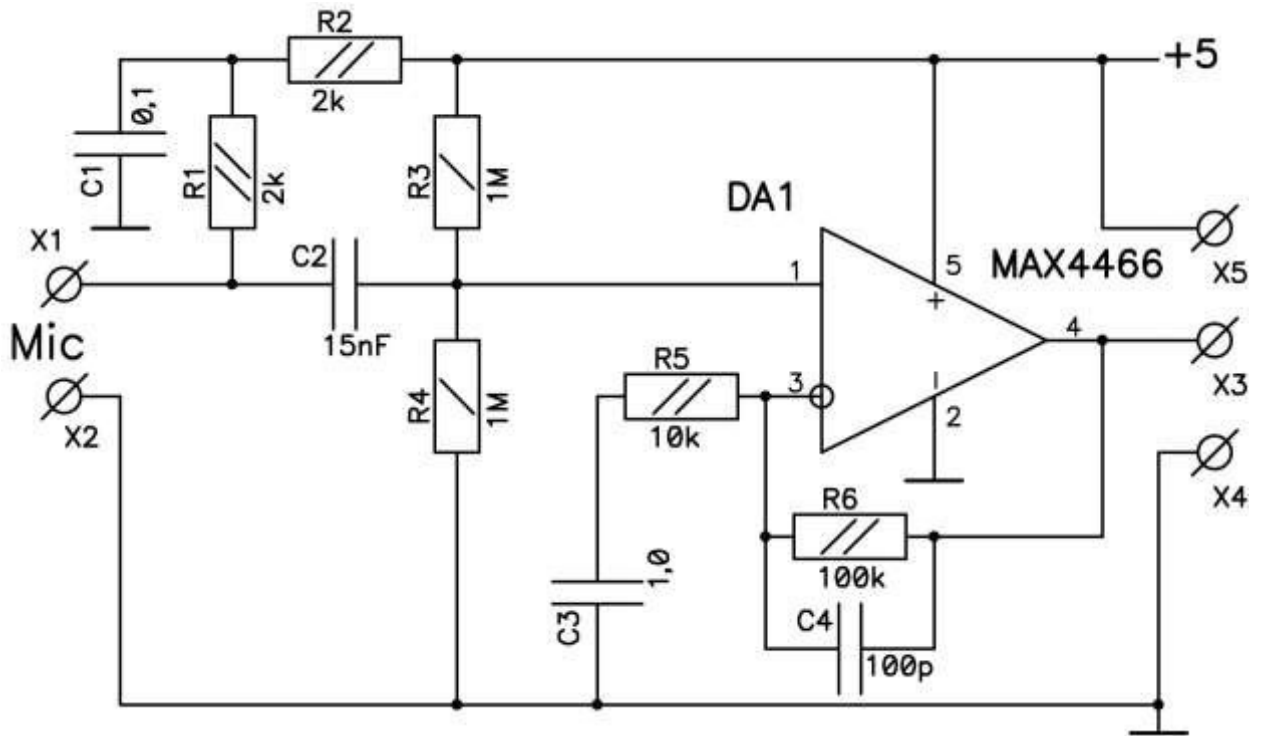 R2
+5
2k
0,1
C1
R1
2k
R3
1M
DA1
X1
C2
1
5
MAX4466
X5
+
Mic
15nF
4
X3
R5
3
−
X2
R4
1M
10k
2
X4
R6
1,0
100k
C3
C4
100p